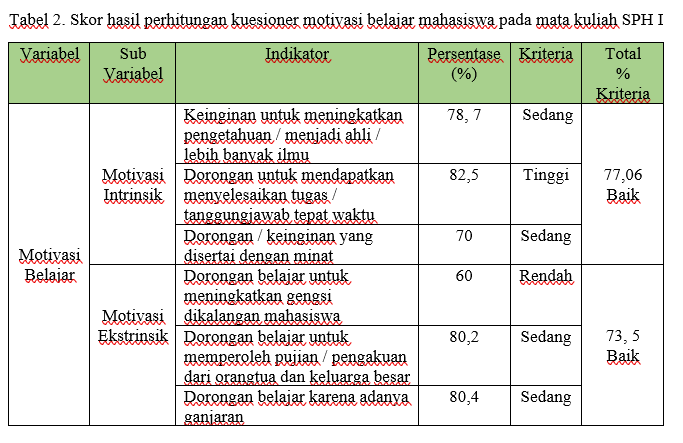 Tabel 2. Skor hasil perhitungan kuesioner motivasi belajar mahasiswa pada mata kuliah SPH I
Variabel
Sub
Variabel
Indikator
Persentase
(%)
Kriteria
Total
%
Kriteria
Motivasi
Belajar
Motivasi
Intrinsik
Keinginan untuk meningkatkan
pengetahuan / menjadi ahli /
lebih banyak ilmu
78, 7
Sedang
77,06
Baik
Dorongan untuk mendapatkan
menyelesaikan tugas /
tanggungjawab tepat waktu
82,5
Tinggi
Dorongan / keinginan yang
disertai dengan minat
70
Sedang
Motivasi
Ekstrinsik
Dorongan belajar untuk
meningkatkan gengsi
dikalangan mahasiswa
60
Rendah
73, 5
Baik
Dorongan belajar untuk
memperoleh pujian / pengakuan
dari orangtua dan keluarga besar
80,2
Sedang
Dorongan belajar karena adanya
ganjaran
80,4
Sedang